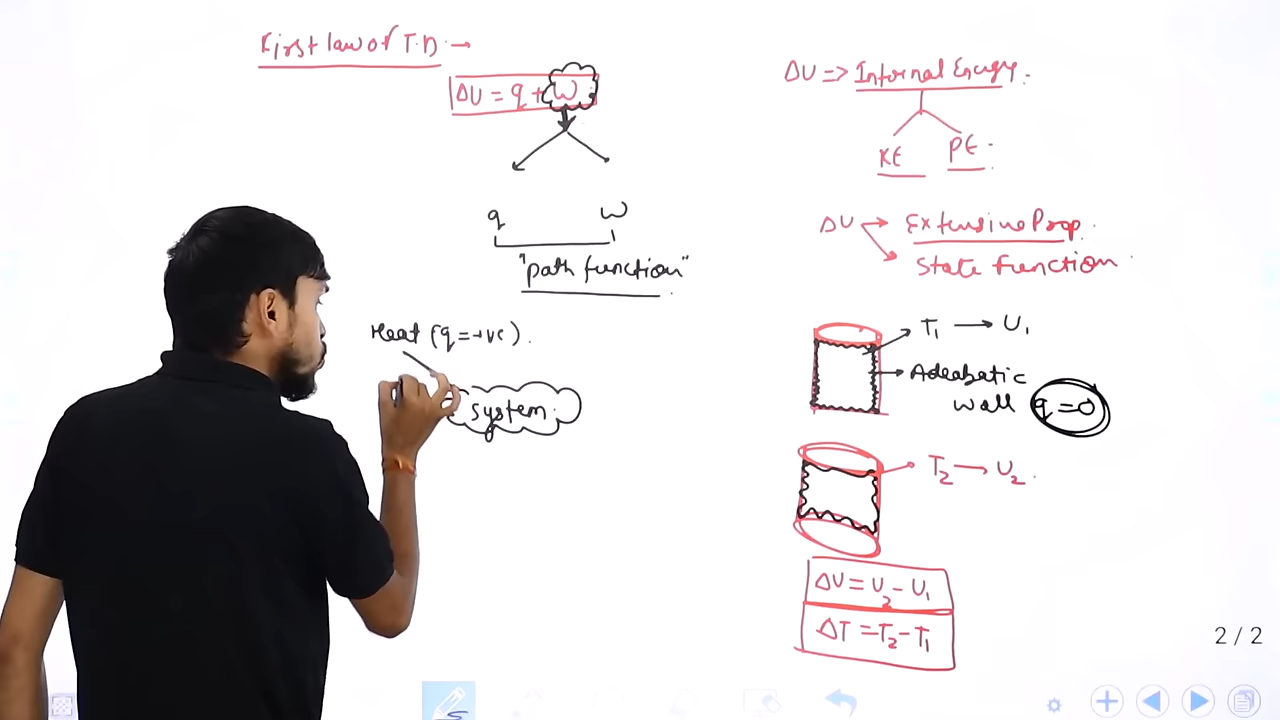 First law of T.D →
ΔU = q + W
q W
"path function"
Heat (q = +ve).
system.
ΔU => Internal Energy.
KE PE.
ΔU → Extensive Prop.
→ State function
T₁ → U₁
Adeabatic
wall q = 0
T₂ → U₂.
ΔU = U₂ - U₁
ΔT = T₂ - T₁
2 / 2